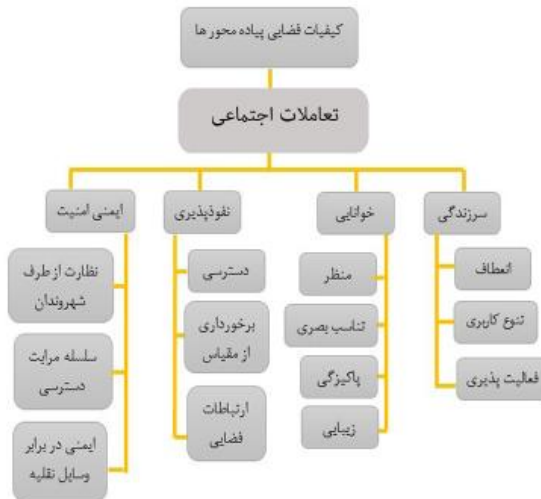 کیفیات فضایی پیاده محور ها
تعاملات اجتماعی
سرزندگی
انعطاف
تنوع کاربری
فعالیت پذیری
خوانایی
منظر
تناسب بصری
پاکیزگی
زیبایی
نفوذپذیری
دسترسی
برخورداری
از مقیاس
ارتباطات
فضایی
ایمنی امنیت
نظارت از طرف
شهروندان
سلسله مراتب
دسترسی
ایمنی در برابر
وسایل نقلیه